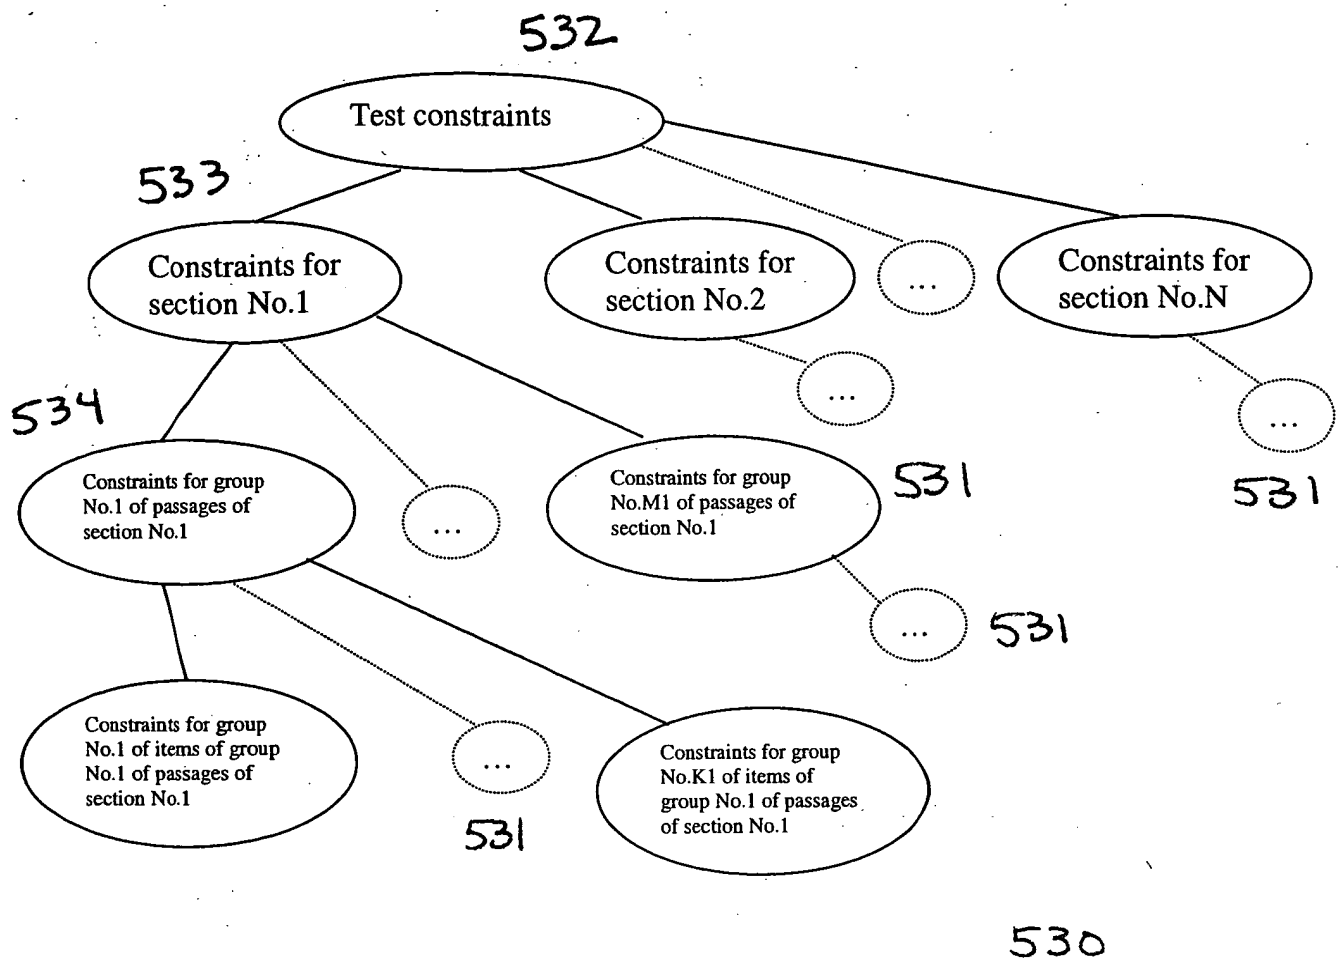 532
Test constraints
533
Constraints for
section No.1
Constraints for
section No.2
...
Constraints for
section No.N
...
...
534
531
531
Constraints for group
No.1 of passages of
section No.1
...
Constraints for group
No.M1 of passages of
section No.1
...
531
Constraints for group
No.1 of items of group
No.1 of passages of
section No.1
...
531
Constraints for group
No.K1 of items of
group No.1 of passages
of section No.1
530